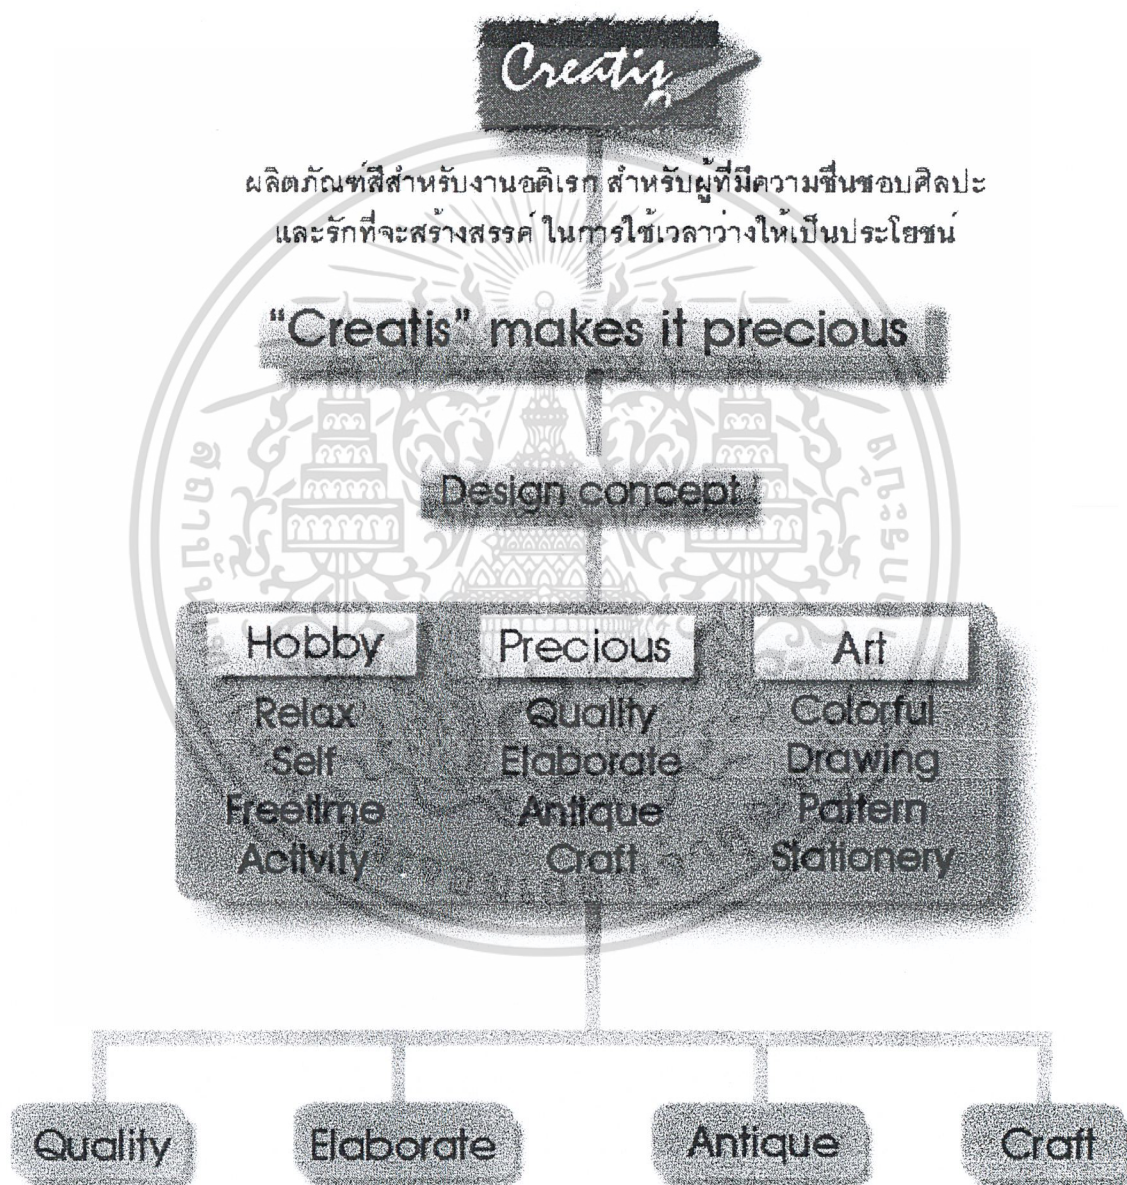 Creatis
ผลิตภัณฑ์สีสำหรับงานอดิเรก สำหรับผู้ที่มีความชื่นชอบศิลปะ
และรักที่จะสร้างสรรค์ ในการใช้เวลาว่างให้เป็นประโยชน์
“Creatis” makes it precious
Design concept
Hobby Precious Art
Relax Quality Colorful
Self Elaborate Drawing
Freetime Antique Pattern
Activity Craft Stationery
Quality Elaborate Antique Craft